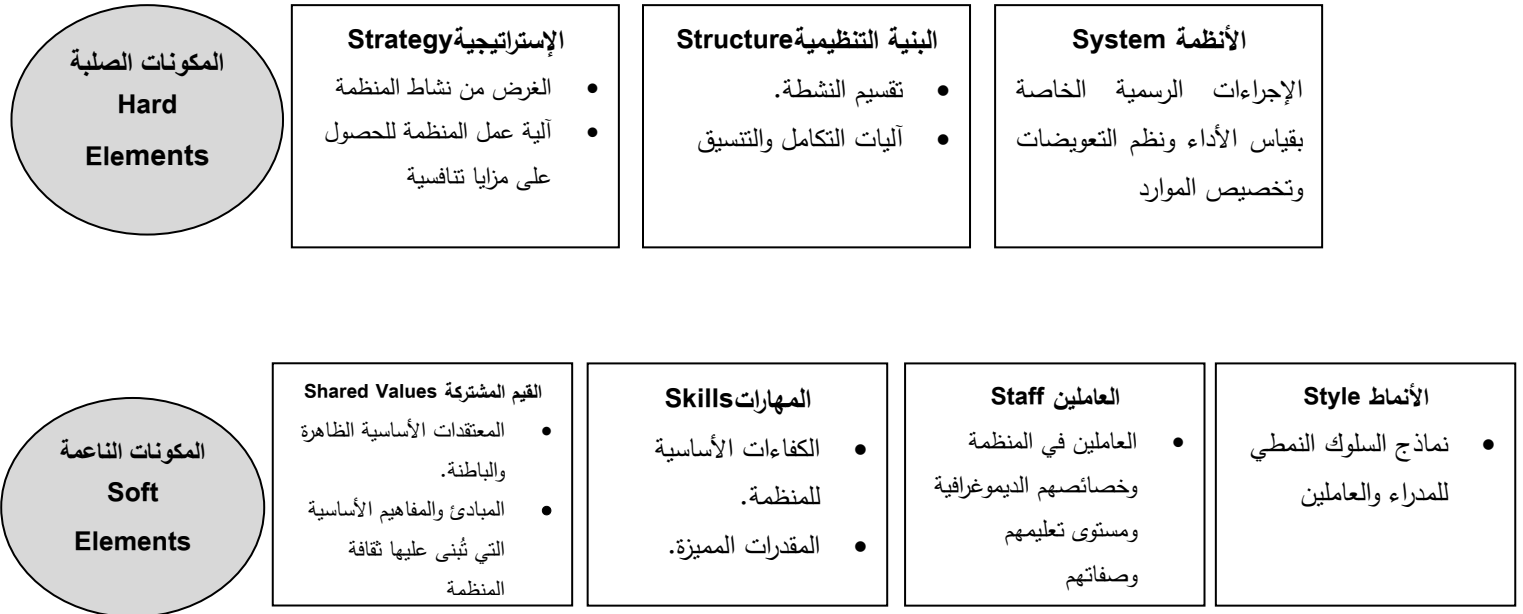 المكونات الصلبة
Hard
Elements
الإستراتيجيةStrategy
• الغرض من نشاط المنظمة
• آلية عمل المنظمة للحصول
على مزايا تنافسية
البنية التنظيميةStructure
• تقسيم النشطة.
• آليات التكامل والتنسيق
الأنظمة System
الإجراءات الرسمية الخاصة
بقياس الأداء ونظم التعويضات
وتخصيص الموارد
المكونات الناعمة
Soft
Elements
القيم المشتركة Shared Values
• المعتقدات الأساسية الظاهرة
والباطنة.
• المبادئ والمفاهيم الأساسية
التي تُبنى عليها ثقافة
المنظمة
المهاراتSkills
• الكفاءات الأساسية
للمنظمة.
• المقدرات المميزة.
العاملين Staff
• العاملين في المنظمة
وخصائصهم الديموغرافية
ومستوى تعليمهم
وصفاتهم
الأنماط Style
• نماذج السلوك النمطي
للمدراء والعاملين